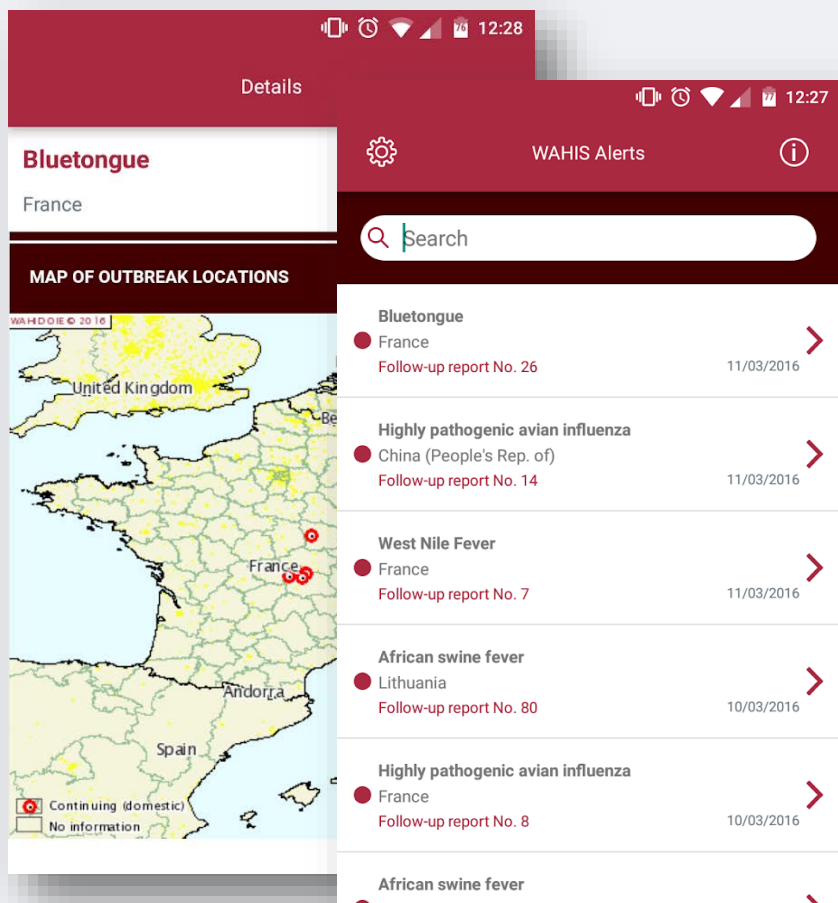 76 12:28
Details
Bluetongue
France
MAP OF OUTBREAK LOCATIONS
WAHID OIE © 2016
United Kingdom
Be
France
Andorra
Spain
Continuing (domestic)
No information
77 12:27
WAHIS Alerts
Search
Bluetongue
France
Follow-up report No. 26
11/03/2016
Highly pathogenic avian influenza
China (People's Rep. of)
Follow-up report No. 14
11/03/2016
West Nile Fever
France
Follow-up report No. 7
11/03/2016
African swine fever
Lithuania
Follow-up report No. 80
10/03/2016
Highly pathogenic avian influenza
France
Follow-up report No. 8
10/03/2016
African swine fever